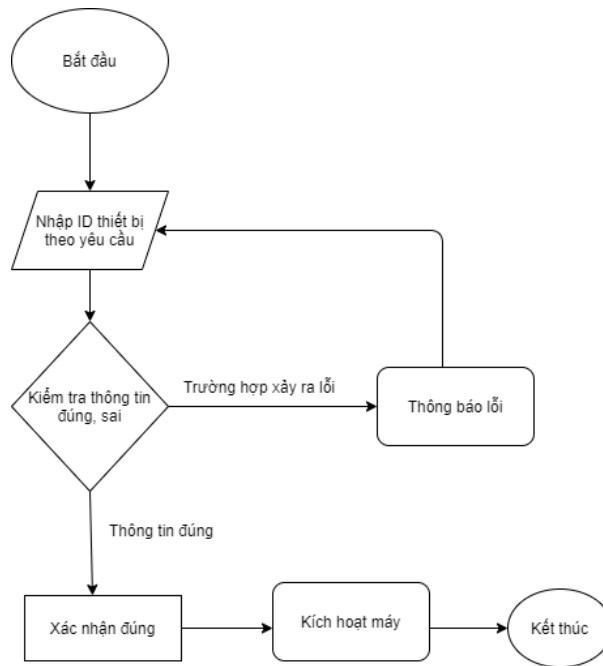 Bắt đầu
Nhập ID thiết bị
theo yêu cầu
Kiểm tra thông tin
đúng, sai
Trường hợp xảy ra lỗi
Thông báo lỗi
Thông tin đúng
Xác nhận đúng
Kích hoạt máy
Kết thúc